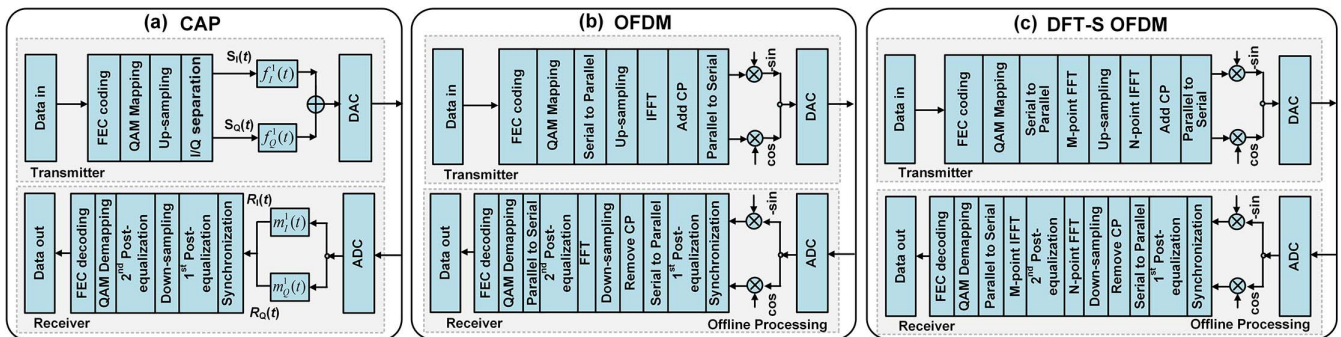 (a) CAP
Data in
FEC coding
QAM Mapping
Up-sampling
I/Q separation
S_I(t)
S_Q(t)
f_I^1(t)
f_Q^1(t)
DAC
Transmitter
Data out
FEC decoding
QAM Demapping
2nd Post-
equalization
Down-sampling
1st Post-
equalization
Synchronization
R_I(t)
R_Q(t)
m_I^1(t)
m_Q^1(t)
ADC
Receiver
(b) OFDM
Data in
FEC coding
QAM Mapping
Serial to Parallel
Up-sampling
IFFT
Add CP
Parallel to Serial
-sin
cos
DAC
Transmitter
Data out
FEC decoding
QAM Demapping
Parallel to Serial
2nd Post-
equalization
FFT
Down-sampling
Remove CP
Serial to Parallel
1st Post-
equalization
Synchronization
-sin
cos
ADC
Receiver
Offline Processing
(c) DFT-S OFDM
Data in
FEC coding
QAM Mapping
Serial to
Parallel
M-point FFT
Up-sampling
N-point IFFT
Add CP
Parallel to
Serial
-sin
cos
DAC
Transmitter
Data out
FEC decoding
QAM Demapping
Parallel to Serial
M-point IFFT
2nd Post-
equalization
N-point FFT
Down-sampling
Remove CP
Serial to Parallel
1st Post-
equalization
Synchronization
-sin
cos
ADC
Receiver
Offline Processing